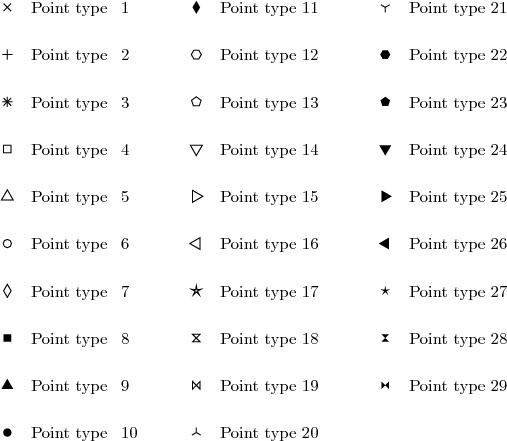 Point type 1
Point type 2
Point type 3
Point type 4
Point type 5
Point type 6
Point type 7
Point type 8
Point type 9
Point type 10
Point type 11
Point type 12
Point type 13
Point type 14
Point type 15
Point type 16
Point type 17
Point type 18
Point type 19
Point type 20
Point type 21
Point type 22
Point type 23
Point type 24
Point type 25
Point type 26
Point type 27
Point type 28
Point type 29